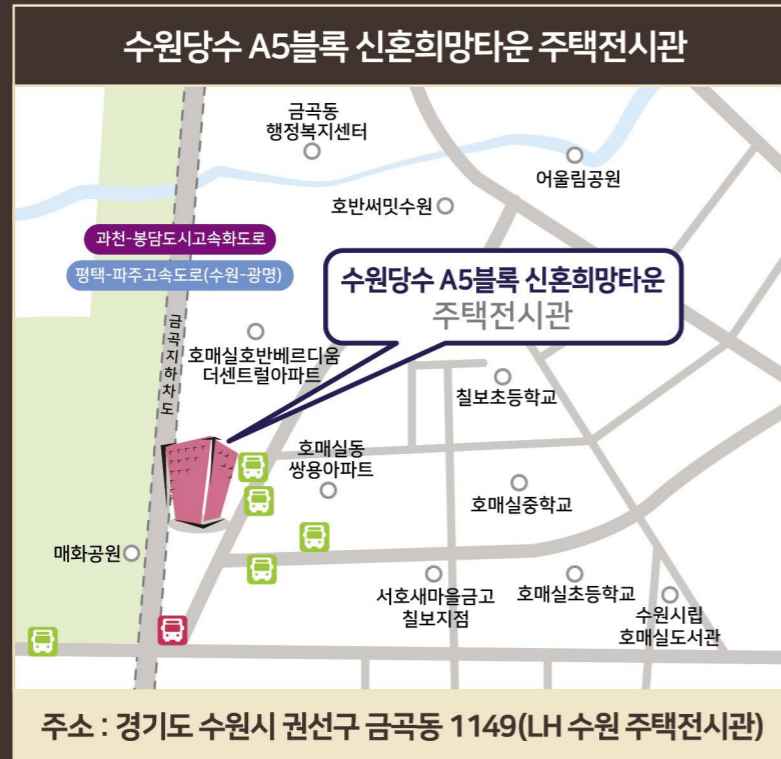 수원당수 A5블록 신혼희망타운 주택전시관
금곡동
행정복지센터
어울림공원
호반써밋수원
과천-봉담도시고속화도로
평택-파주고속도로(수원-광명)
수원당수 A5블록 신혼희망타운
주택전시관
금곡지하차도
호매실호반베르디움
더센트럴아파트
칠보초등학교
호매실동
쌍용아파트
호매실중학교
매화공원
서호새마을금고
칠보지점
호매실초등학교
수원시립
호매실도서관
주소 : 경기도 수원시 권선구 금곡동 1149(LH 수원 주택전시관)